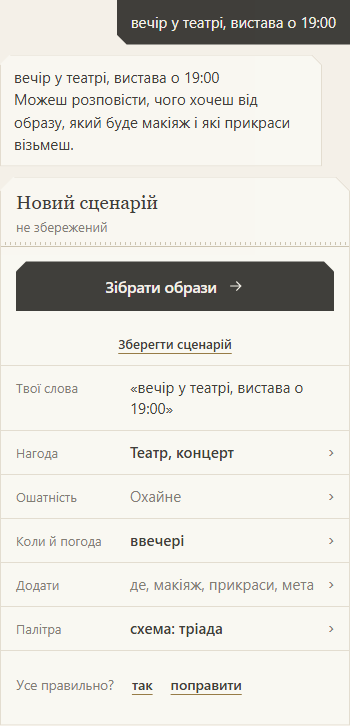 вечір у театрі, вистава о 19:00
вечір у театрі, вистава о 19:00
Можеш розповісти, чого хочеш від
образу, який буде макіяж і які прикраси
візьмеш.
Новий сценарій
не збережений
Зібрати образи →
Зберегти сценарій
Твої слова «вечір у театрі, вистава о
19:00»
Нагода Театр, концерт ›
Ошатність Охайне ›
Коли й погода ввечері ›
Додати де, макіяж, прикраси, мета ›
Палітра схема: тріада ›
Усе правильно? так поправити